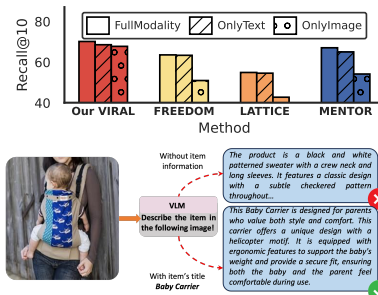 FullModality OnlyText OnlyImage
Recall@10
80
60
40
Our VIRAL FREEDOM LATTICE MENTOR
Method
Without item
information
The product is a black and white
patterned sweater with a crew neck and
long sleeves. It features a classic design
with a subtle checkered pattern
throughout...
VLM
Describe the item in
the following image!
This Baby Carrier is designed for parents
who value both style and comfort. This
carrier offers a unique design with a
helicopter motif. It is equipped with
ergonomic features to support the baby's
weight and provide a secure fit, ensuring
both the baby and the parent feel
comfortable during use.
With item's title
Baby Carrier